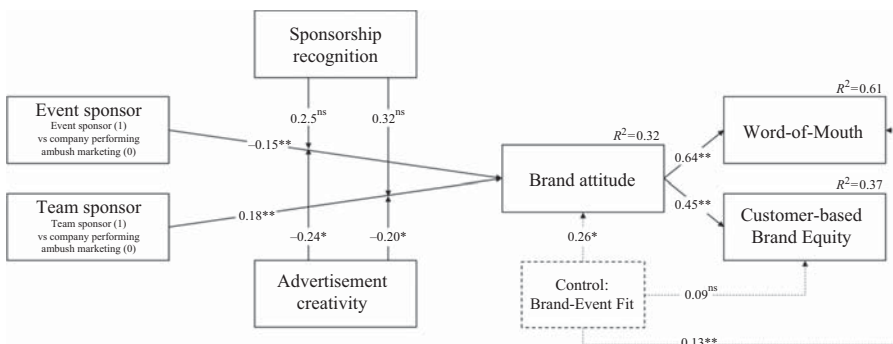 Sponsorship
recognition
R²=0.61
Event sponsor
Event sponsor (1)
vs company performing
ambush marketing (0)
0.2.5ⁿˢ
0.32ⁿˢ
Word-of-Mouth
–0.15**
R²=0.32
0.64**
Brand attitude
R²=0.37
Team sponsor
Team sponsor (1)
vs company performing
ambush marketing (0)
0.18**
0.45**
Customer-based
Brand Equity
–0.24*
–0.20*
0.26*
Advertisement
creativity
Control:
Brand-Event Fit
0.09ⁿˢ
0.13**